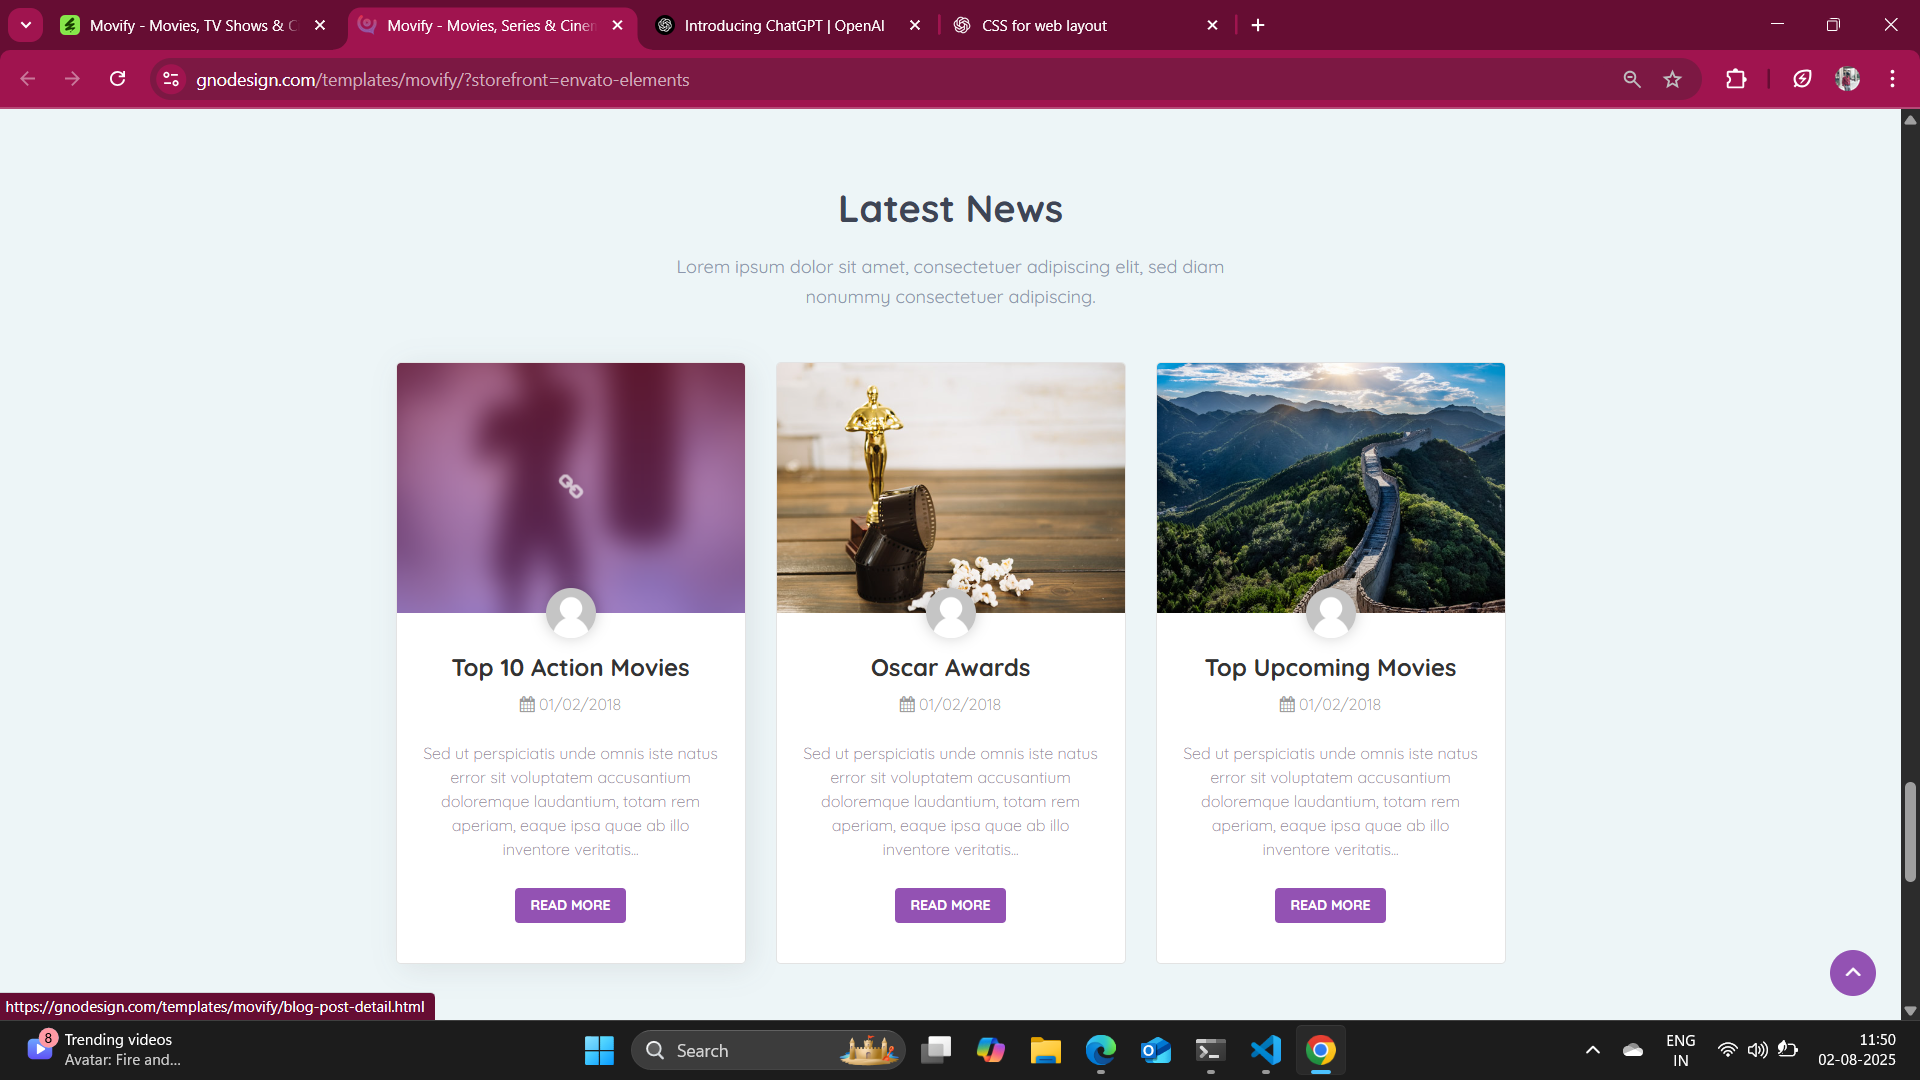 Movify - Movies, TV Shows & C
Movify - Movies, Series & Cinem
Introducing ChatGPT | OpenAI
CSS for web layout
gnodesign.com/templates/movify/?storefront=envato-elements
Latest News
Lorem ipsum dolor sit amet, consectetuer adipiscing elit, sed diam
nonummy consectetuer adipiscing.
Top 10 Action Movies
01/02/2018
Sed ut perspiciatis unde omnis iste natus
error sit voluptatem accusantium
doloremque laudantium, totam rem
aperiam, eaque ipsa quae ab illo
inventore veritatis...
READ MORE
Oscar Awards
01/02/2018
Sed ut perspiciatis unde omnis iste natus
error sit voluptatem accusantium
doloremque laudantium, totam rem
aperiam, eaque ipsa quae ab illo
inventore veritatis...
READ MORE
Top Upcoming Movies
01/02/2018
Sed ut perspiciatis unde omnis iste natus
error sit voluptatem accusantium
doloremque laudantium, totam rem
aperiam, eaque ipsa quae ab illo
inventore veritatis...
READ MORE
https://gnodesign.com/templates/movify/blog-post-detail.html
8
Trending videos
Avatar: Fire and...
Search
ENG
IN
11:50
02-08-2025